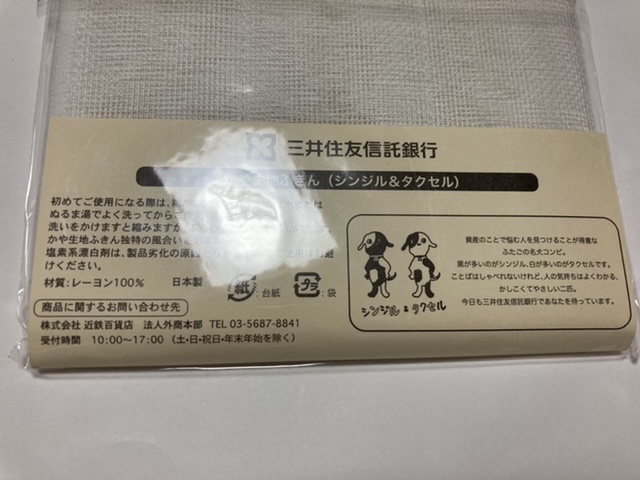 三井住友信託銀行
ふきん（シンジル&タクセル）
初めてご使用になる際は、
ぬるま湯でよく洗ってからご
洗いをかけますと縮みます
かや生地ふきん独特の風合い
塩素系漂白剤は、製品劣化の原
けください。
材質：レーヨン100%　日本製
紙：台紙　プラ：袋
商品に関するお問い合わせ先
株式会社 近鉄百貨店　法人外商本部　TEL 03-5687-8841
受付時間　10:00〜17:00（土・日・祝日・年末年始を除く）
シンジル & タクセル
資産のことで悩む人を見つけることが得意な
ふたごの名犬コンビ。
黒が多いのがシンジル、白が多いのがタクセルです。
ことばはしゃべれないけれど、人の気持ちはよくわかる、
かしこくてやさしい二匹。
今日も三井住友信託銀行であなたを待っています。